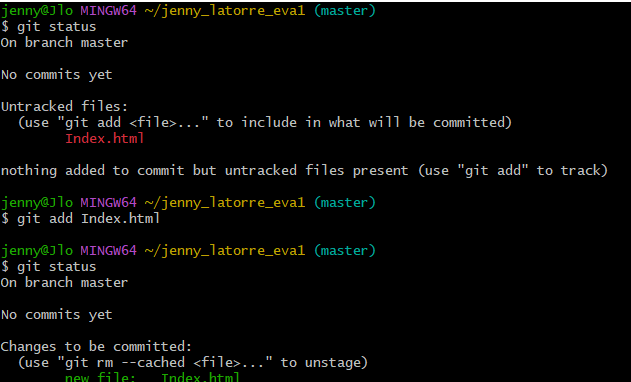 jenny@Jlo MINGW64 ~/jenny_latorre_eva1 (master)
$ git status
On branch master
No commits yet
Untracked files:
(use "git add <file>..." to include in what will be committed)
Index.html
nothing added to commit but untracked files present (use "git add" to track)
jenny@Jlo MINGW64 ~/jenny_latorre_eva1 (master)
$ git add Index.html
jenny@Jlo MINGW64 ~/jenny_latorre_eva1 (master)
$ git status
On branch master
No commits yet
Changes to be committed:
(use "git rm --cached <file>..." to unstage)
new file:   Index.html